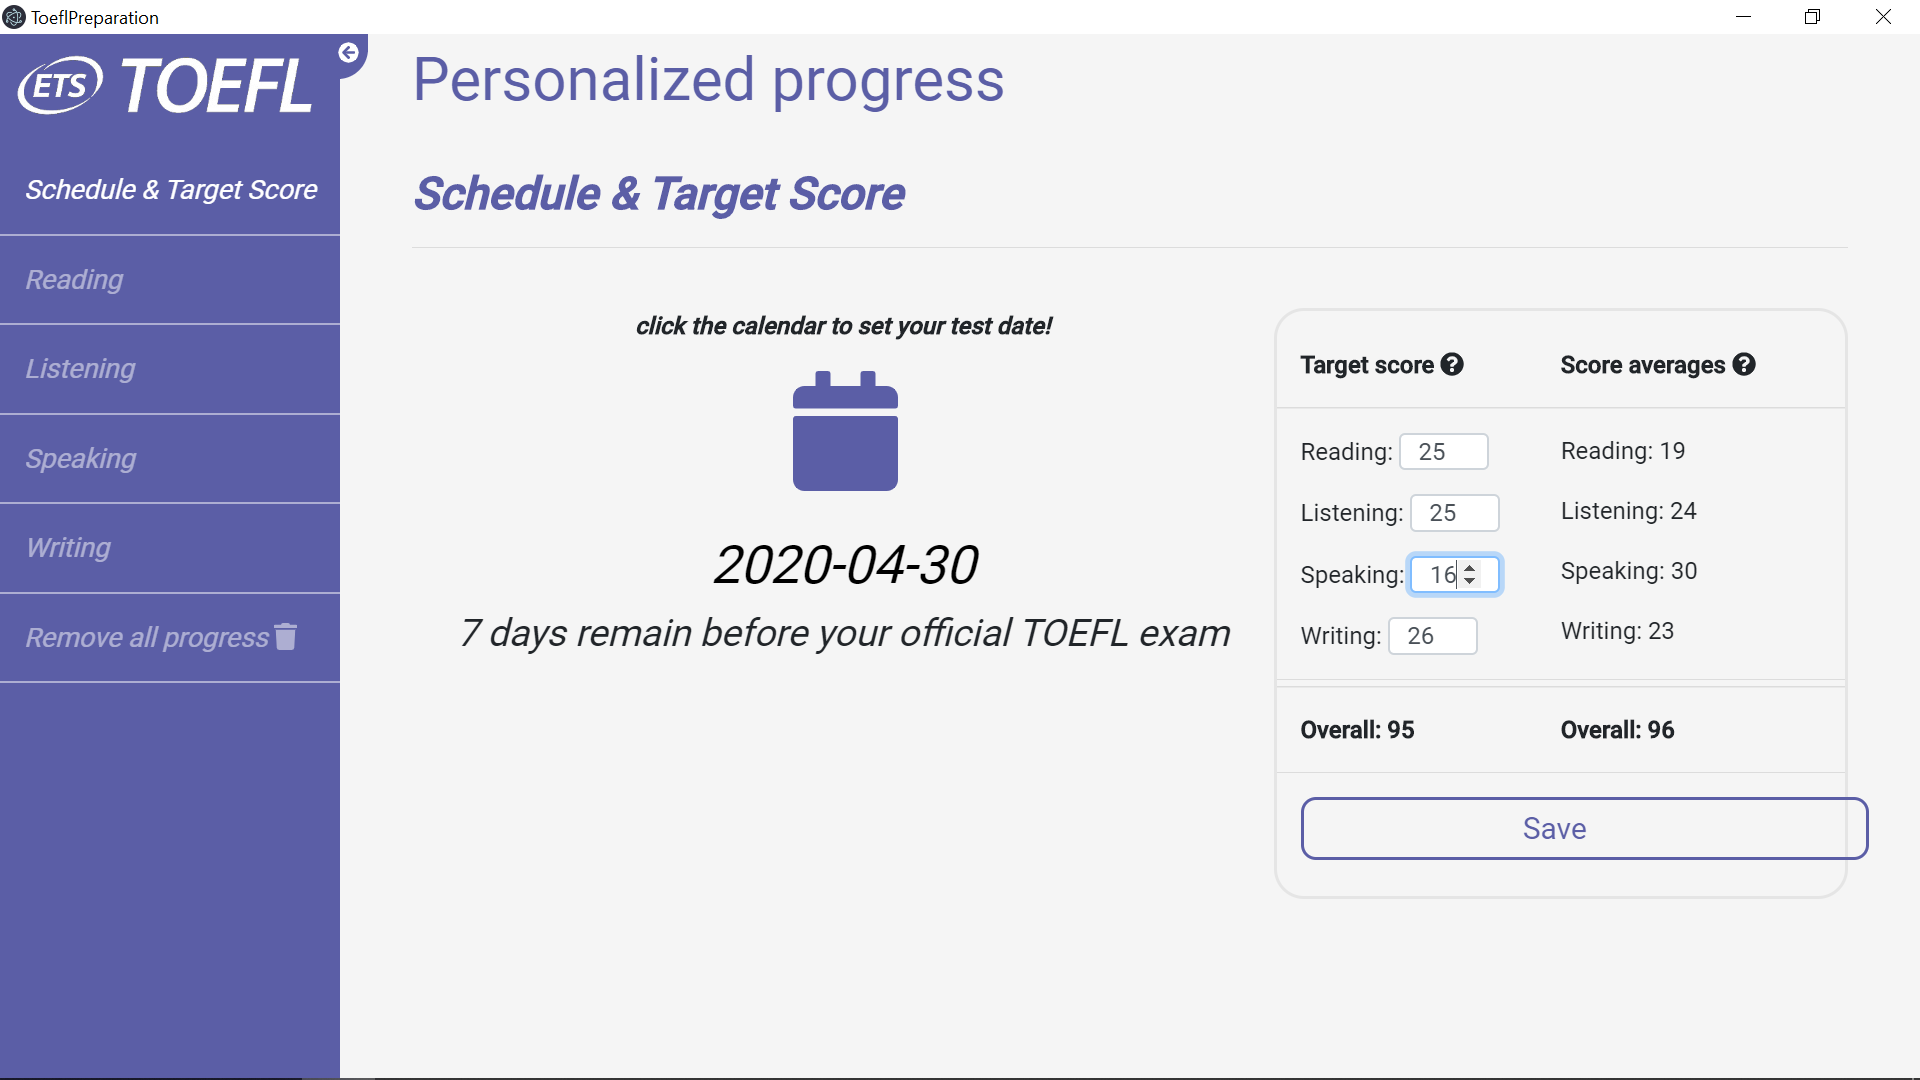 ToeflPreparation
ETS TOEFL
Schedule & Target Score
Reading
Listening
Speaking
Writing
Remove all progress
Personalized progress
Schedule & Target Score
click the calendar to set your test date!
2020-04-30
7 days remain before your official TOEFL exam
Target score ? Score averages ?
Reading: 25 Reading: 19
Listening: 25 Listening: 24
Speaking: 16 Speaking: 30
Writing: 26 Writing: 23
Overall: 95 Overall: 96
Save